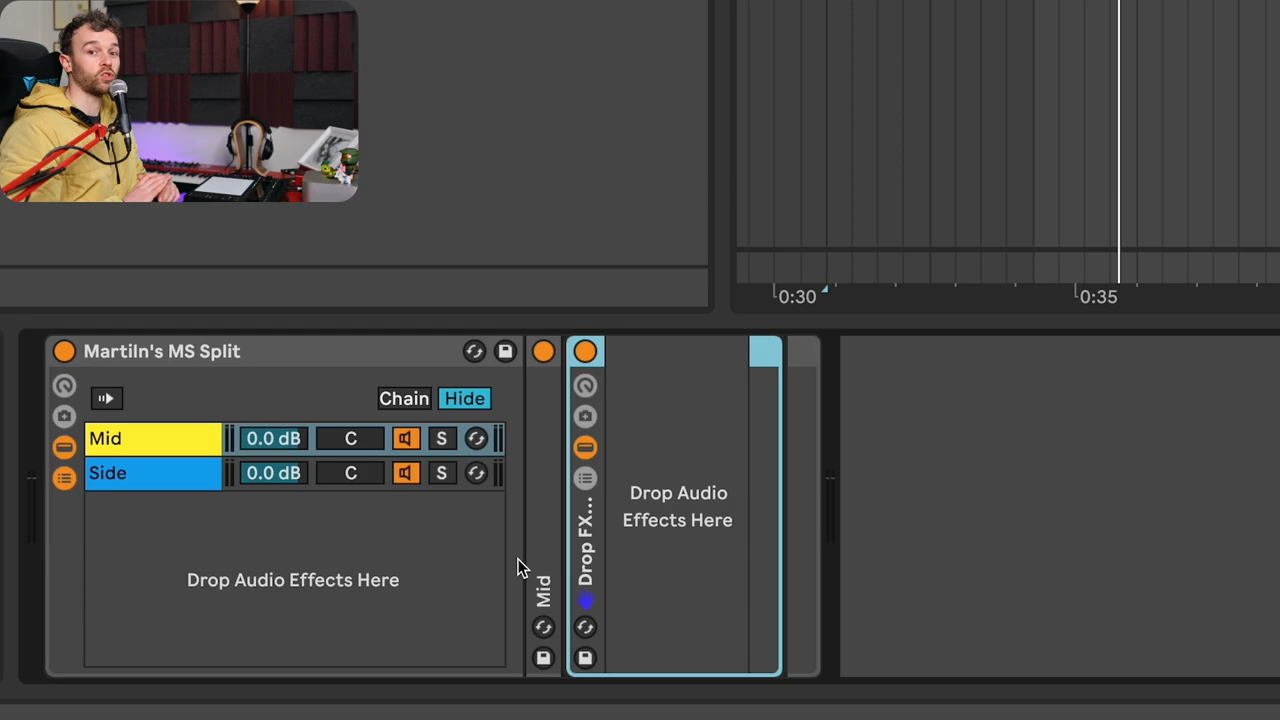 0:30
0:35
MartiIn's MS Split
Chain
Hide
Mid
0.0 dB
C
S
Side
0.0 dB
C
S
Drop Audio Effects Here
Mid
Drop FX...
Drop Audio
Effects Here